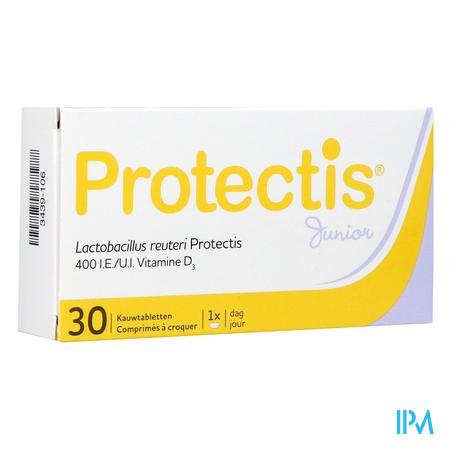 Protectis®
Junior
Lactobacillus reuteri Protectis
400 I.E./U.I. Vitamine D₃
30 Kauwtabletten 1x dag
Comprimés à croquer jour
3439-106
IPM